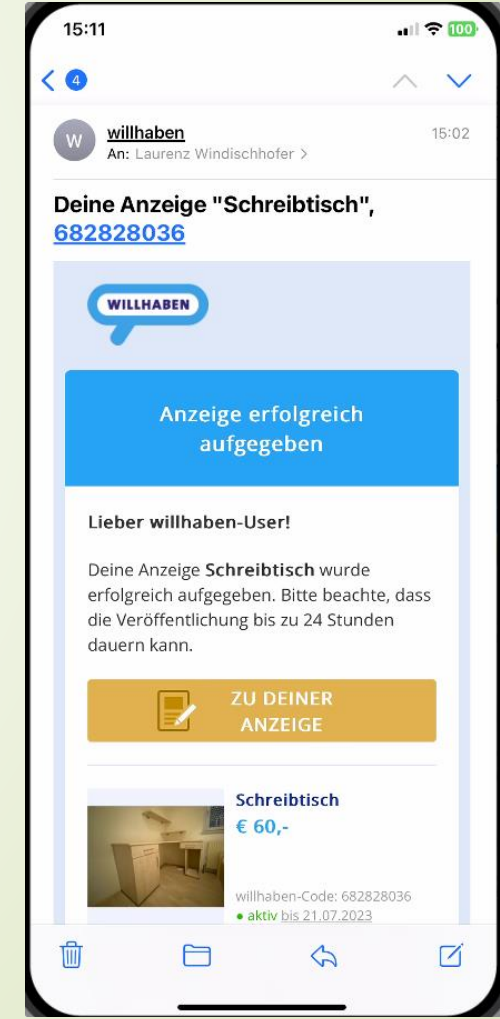 15:11
100
4
W
willhaben
15:02
An: Laurenz Windischhofer >
Deine Anzeige "Schreibtisch",
682828036
WILLHABEN
Anzeige erfolgreich
aufgegeben
Lieber willhaben-User!
Deine Anzeige Schreibtisch wurde
erfolgreich aufgegeben. Bitte beachte, dass
die Veröffentlichung bis zu 24 Stunden
dauern kann.
ZU DEINER
ANZEIGE
Schreibtisch
€ 60,-
willhaben-Code: 682828036
• aktiv bis 21.07.2023